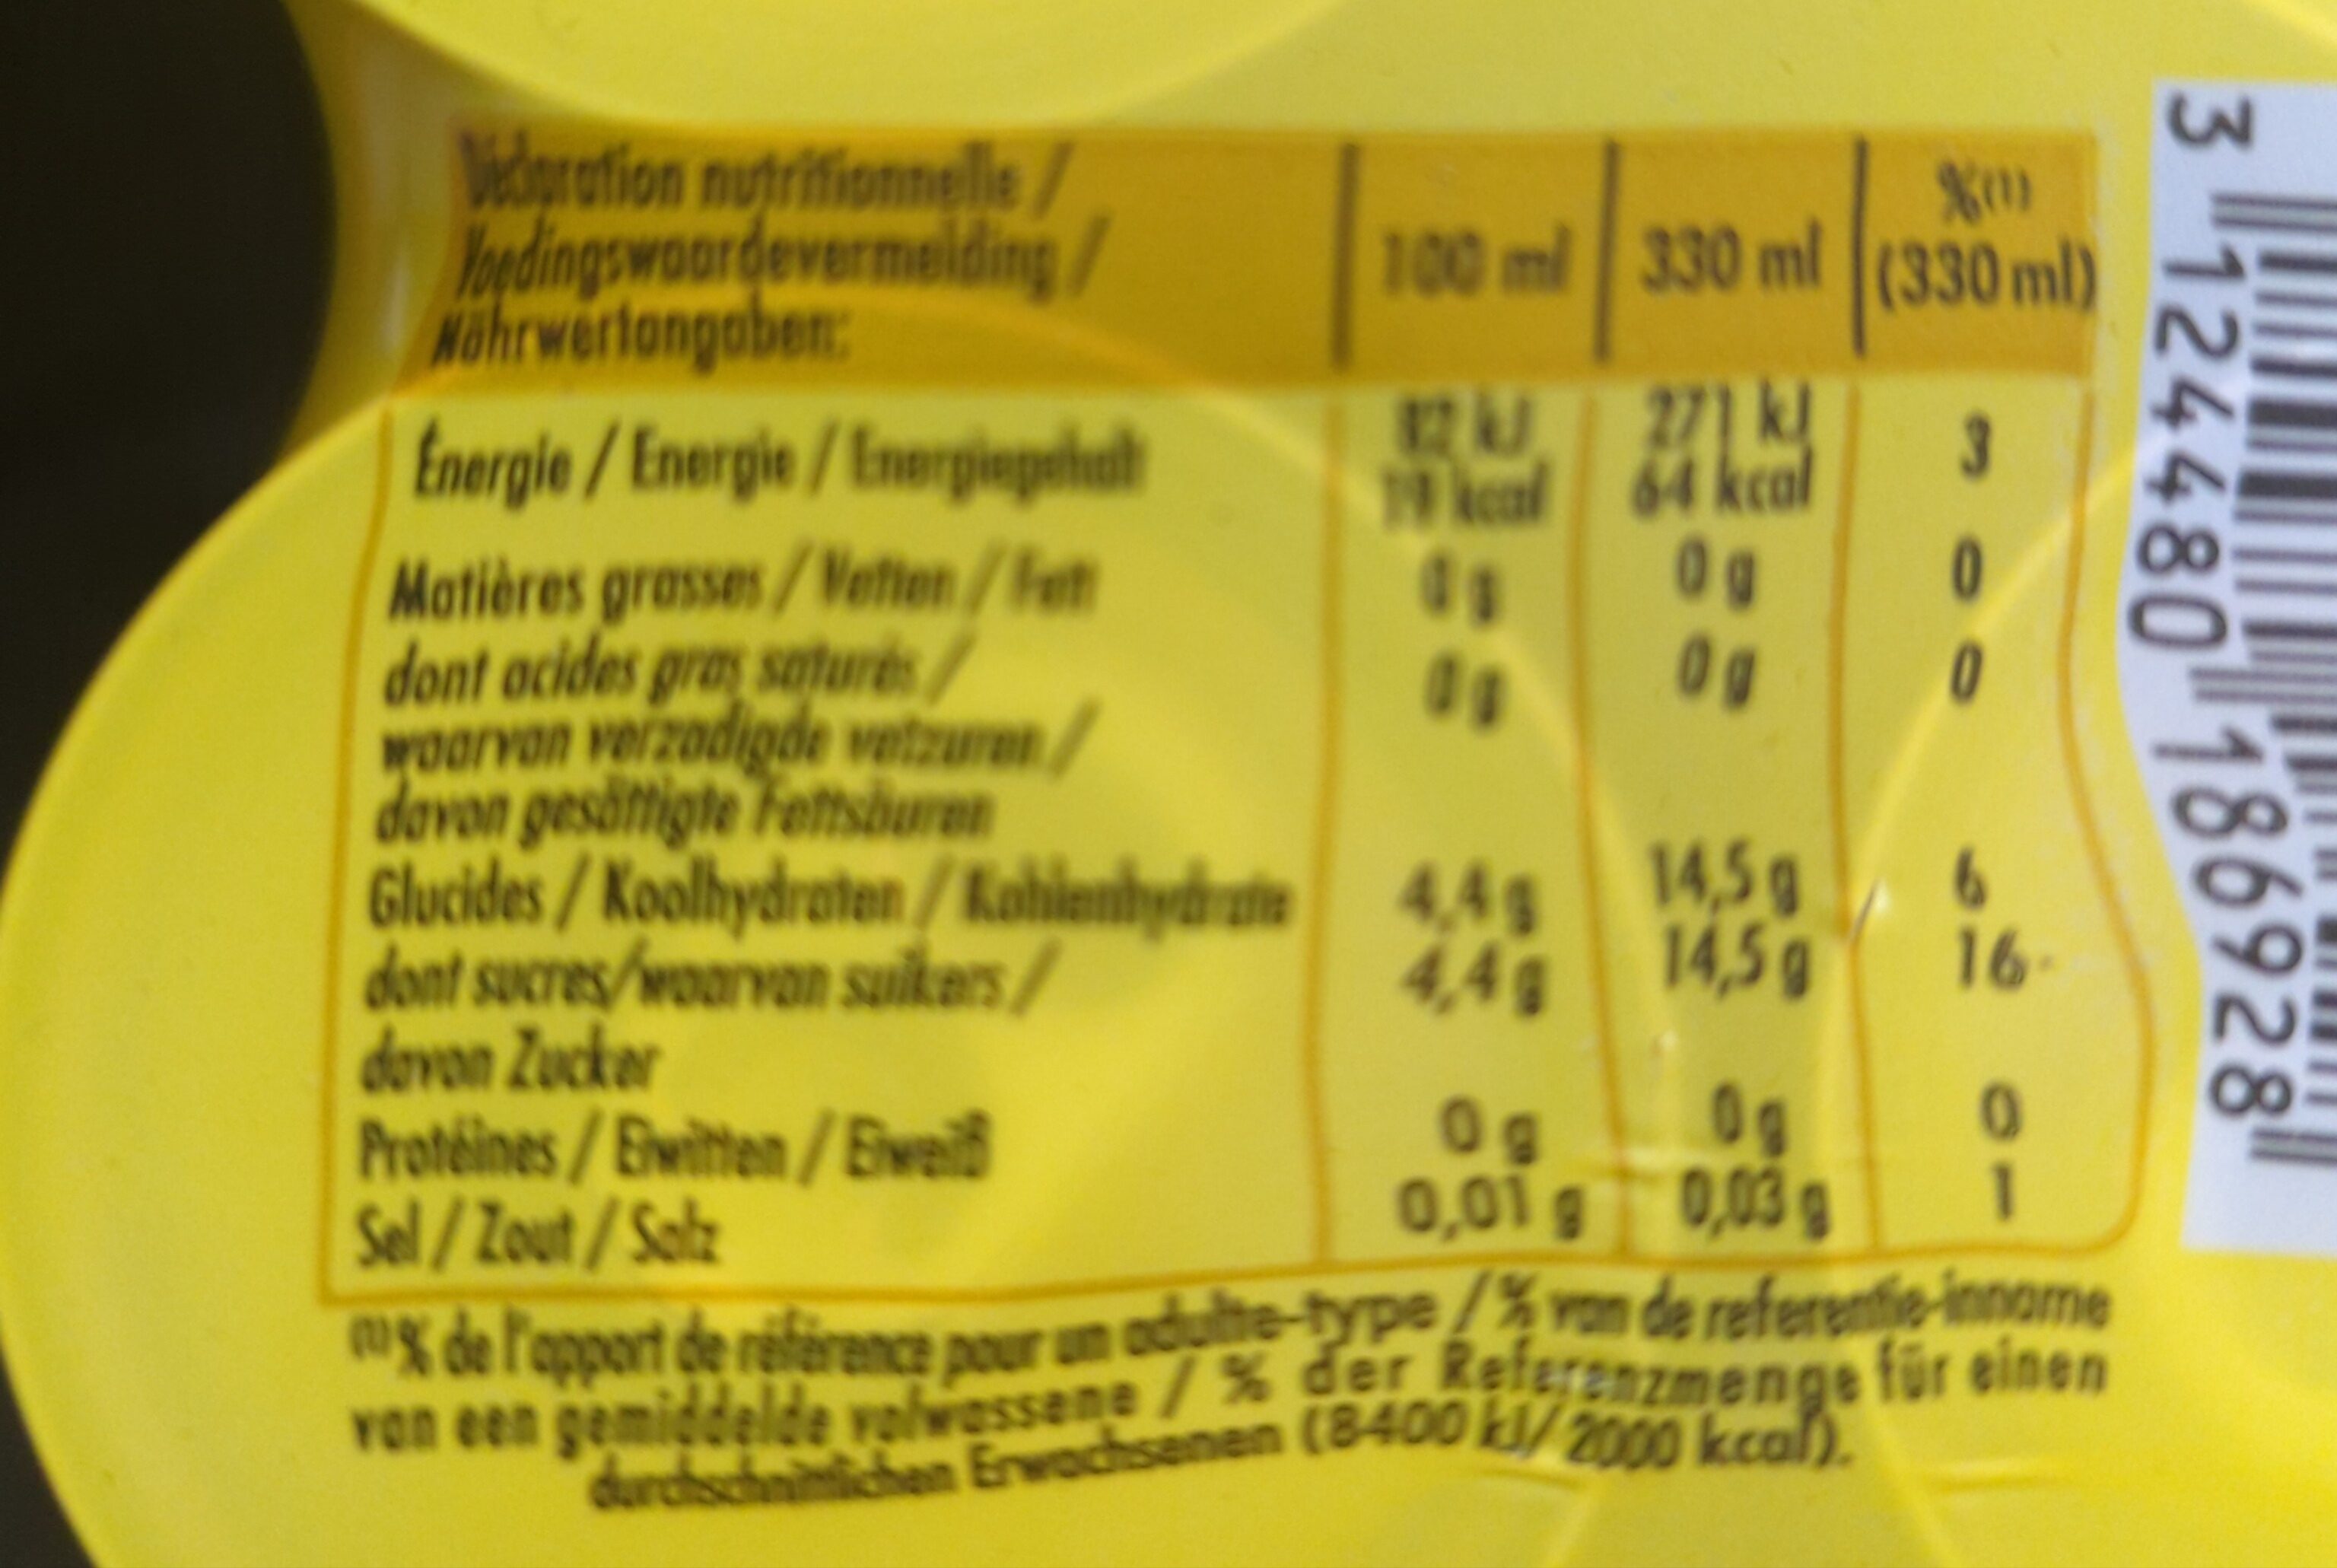 Déclaration nutritionnelle /
Voedingswaardevermelding /
Nährwertangaben:
100 ml
330 ml
%(1)
(330 ml)
Énergie / Energie / Energiegehalt
82 kJ
19 kcal
271 kJ
64 kcal
3
Matières grasses / Vetten / Fett
0 g
0 g
0
dont acides gras saturés /
waarvan verzadigde vetzuren /
davon gesättigte Fettsäuren
0 g
0 g
0
Glucides / Koolhydraten / Kohlenhydrate
4,4 g
14,5 g
6
dont sucres/waarvan suikers /
davon Zucker
4,4 g
14,5 g
16
Protéines / Eiwitten / Eiweiß
0 g
0 g
0
Sel / Zout / Salz
0,01 g
0,03 g
1
(1)% de l'apport de référence pour un adulte-type / % van de referentie-inname
van een gemiddelde volwassene / % der Referenzmenge für einen
durchschnittlichen Erwachsenen (8400 kJ/ 2000 kcal).
3 124480 186928